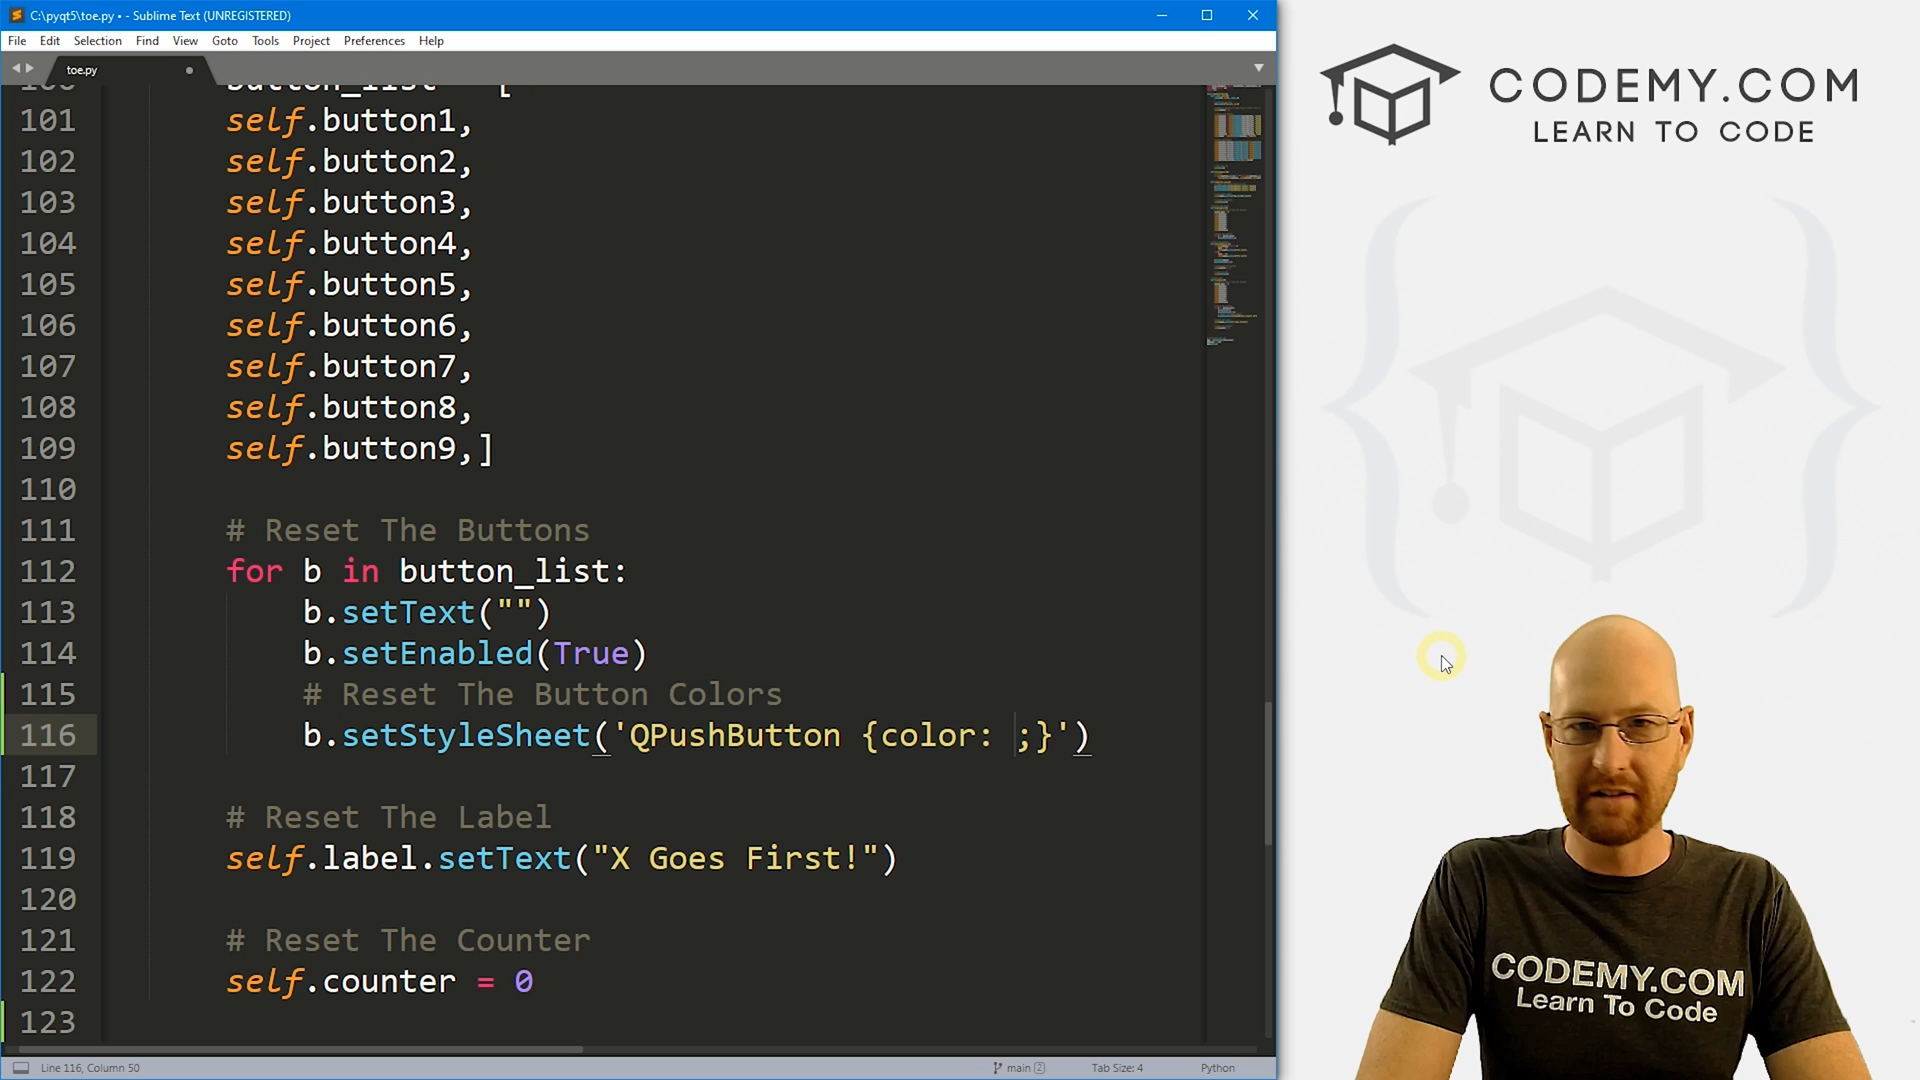 C:\pyqt5\toe.py • - Sublime Text (UNREGISTERED)
File Edit Selection Find View Goto Tools Project Preferences Help
toe.py
100 button_list = [
101 self.button1,
102 self.button2,
103 self.button3,
104 self.button4,
105 self.button5,
106 self.button6,
107 self.button7,
108 self.button8,
109 self.button9,]
110
111 # Reset The Buttons
112 for b in button_list:
113 b.setText("")
114 b.setEnabled(True)
115 # Reset The Button Colors
116 b.setStyleSheet('QPushButton {color: ;}')
117
118 # Reset The Label
119 self.label.setText("X Goes First!")
120
121 # Reset The Counter
122 self.counter = 0
123
Line 116, Column 50
main 2
Tab Size: 4
Python
CODEMY.COM
LEARN TO CODE
CODEMY.COM
Learn To Code